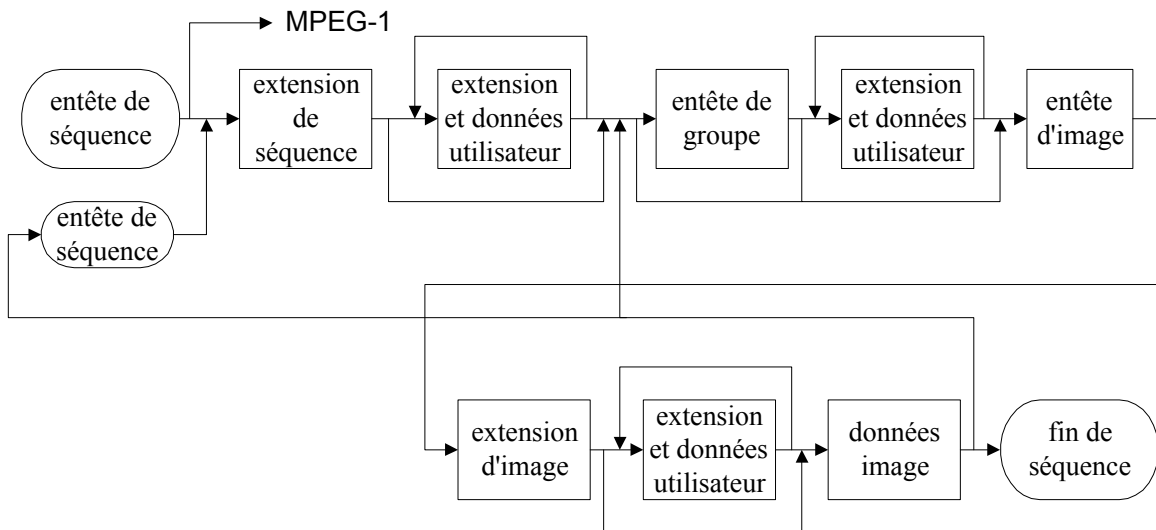 MPEG-1
entête de
séquence
extension
de
séquence
extension
et données
utilisateur
entête de
groupe
extension
et données
utilisateur
entête
d'image
entête de
séquence
extension
d'image
extension
et données
utilisateur
données
image
fin de
séquence